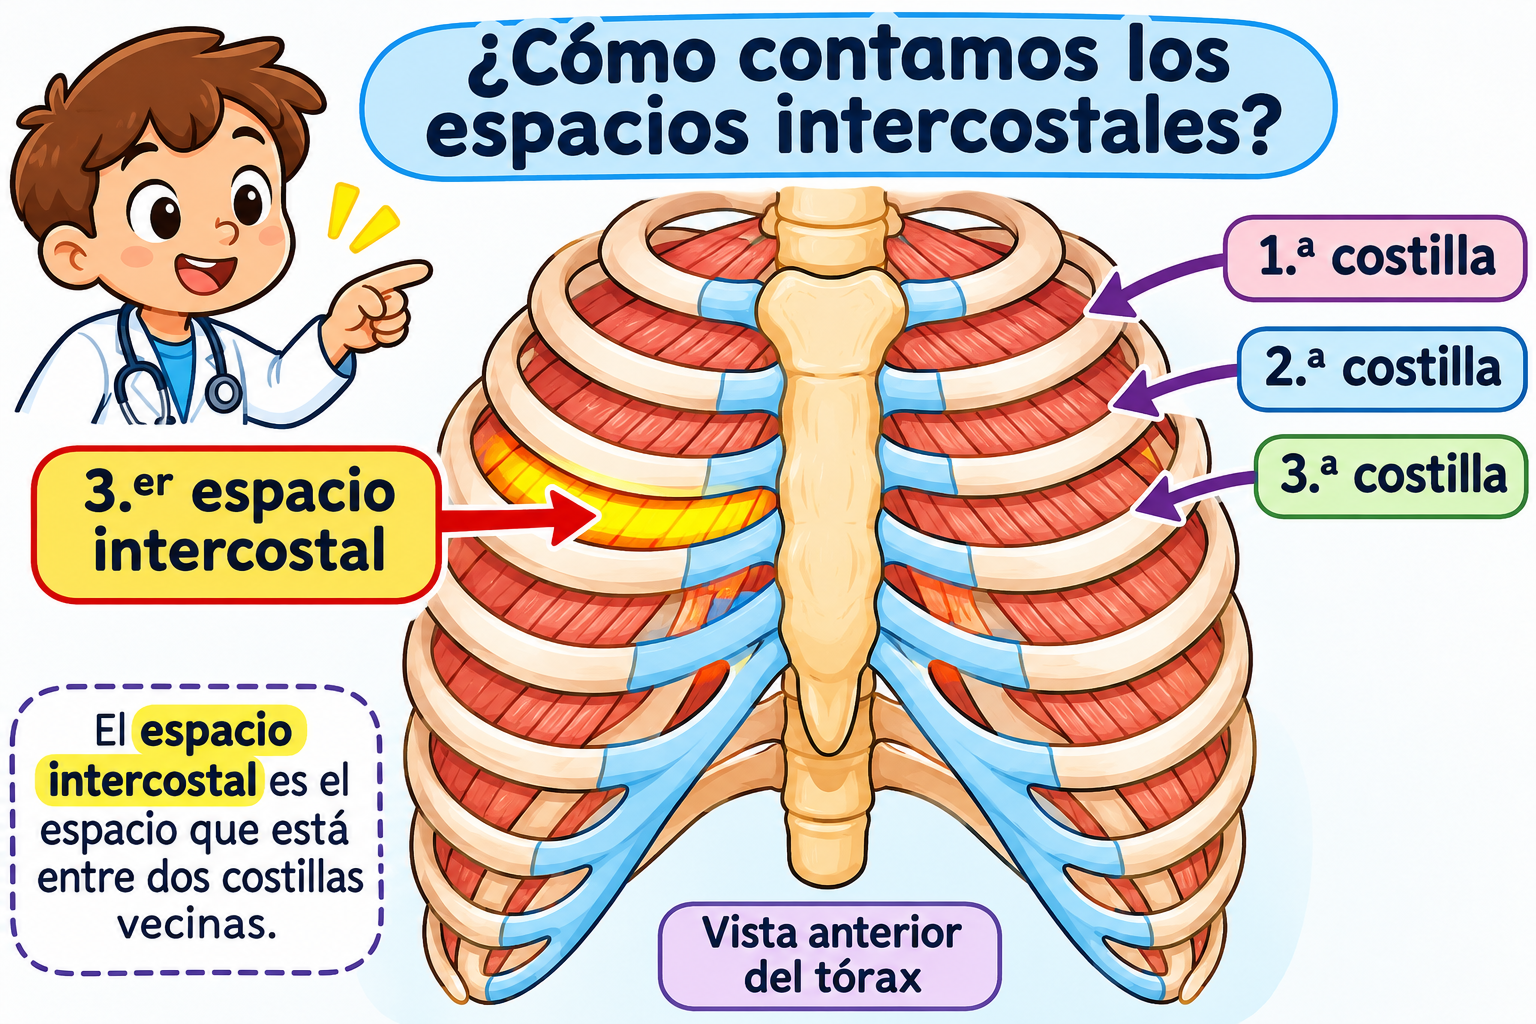 ¿Cómo contamos los
espacios intercostales?
1.ª costilla
2.ª costilla
3.ª costilla
3.er espacio
intercostal
El espacio
intercostal es el
espacio que está
entre dos costillas
vecinas.
Vista anterior
del tórax